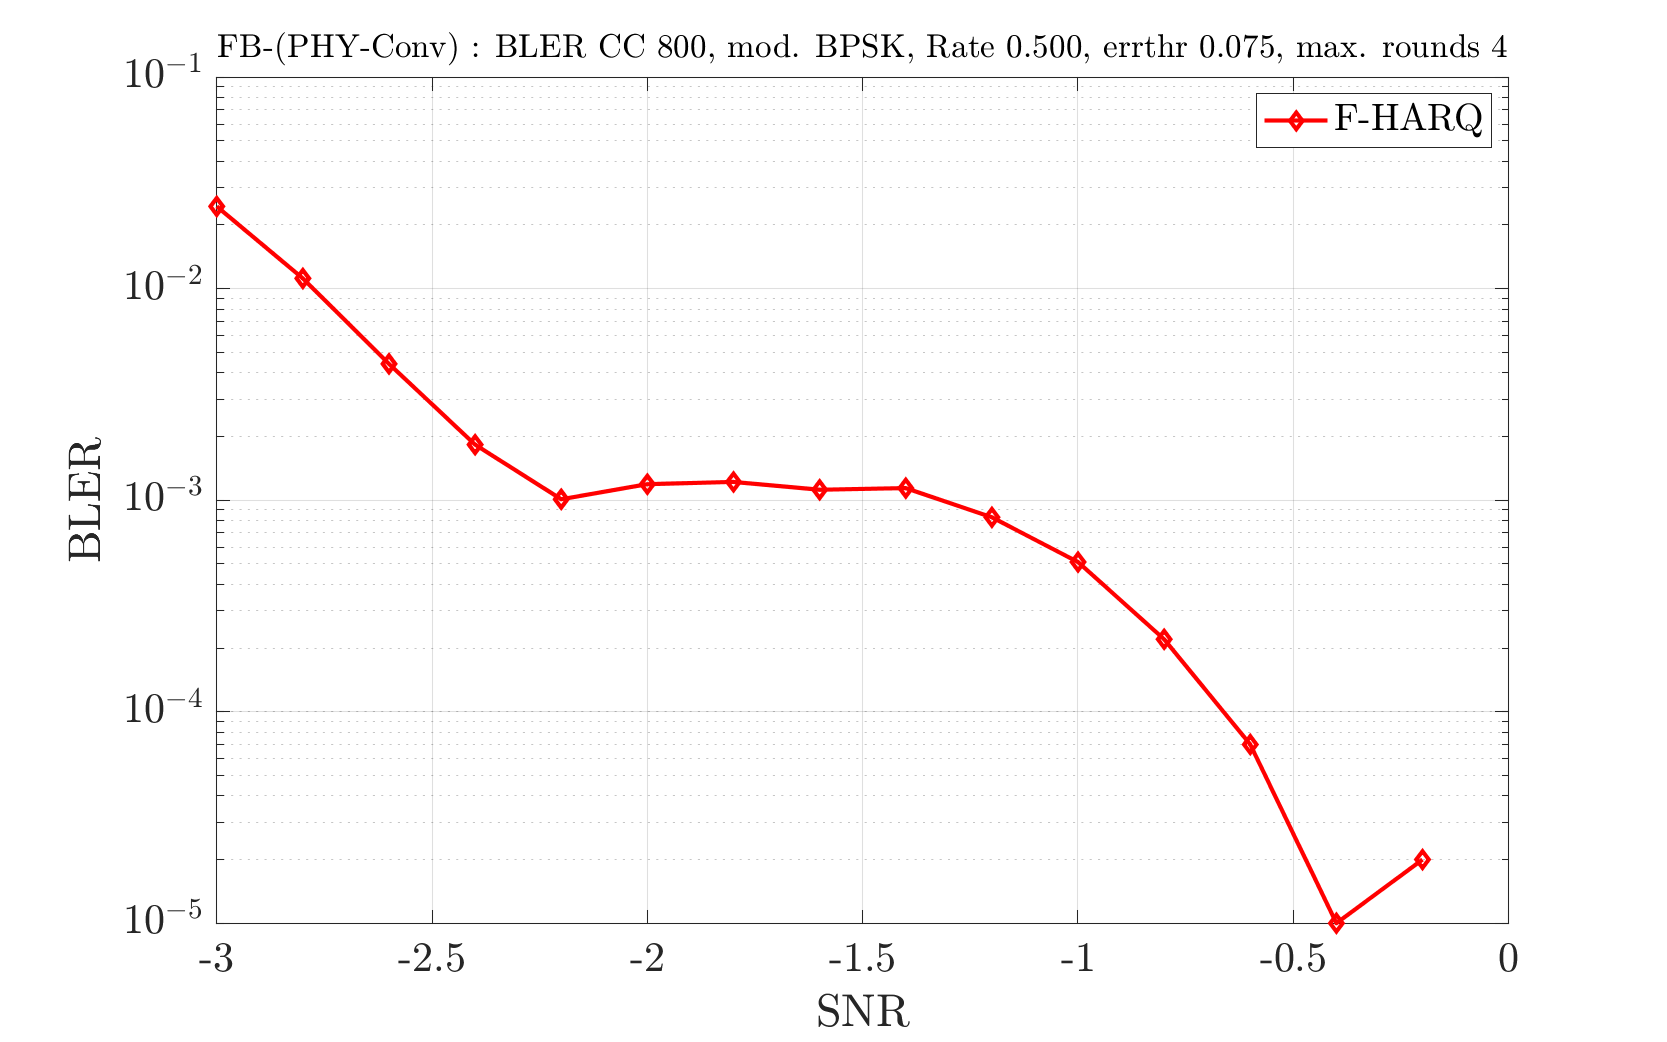 FB-(PHY-Conv) : BLER CC 800, mod. BPSK, Rate 0.500, errthr 0.075, max. rounds 4
F-HARQ
10⁻¹
10⁻²
10⁻³
10⁻⁴
10⁻⁵
BLER
-3 -2.5 -2 -1.5 -1 -0.5 0
SNR